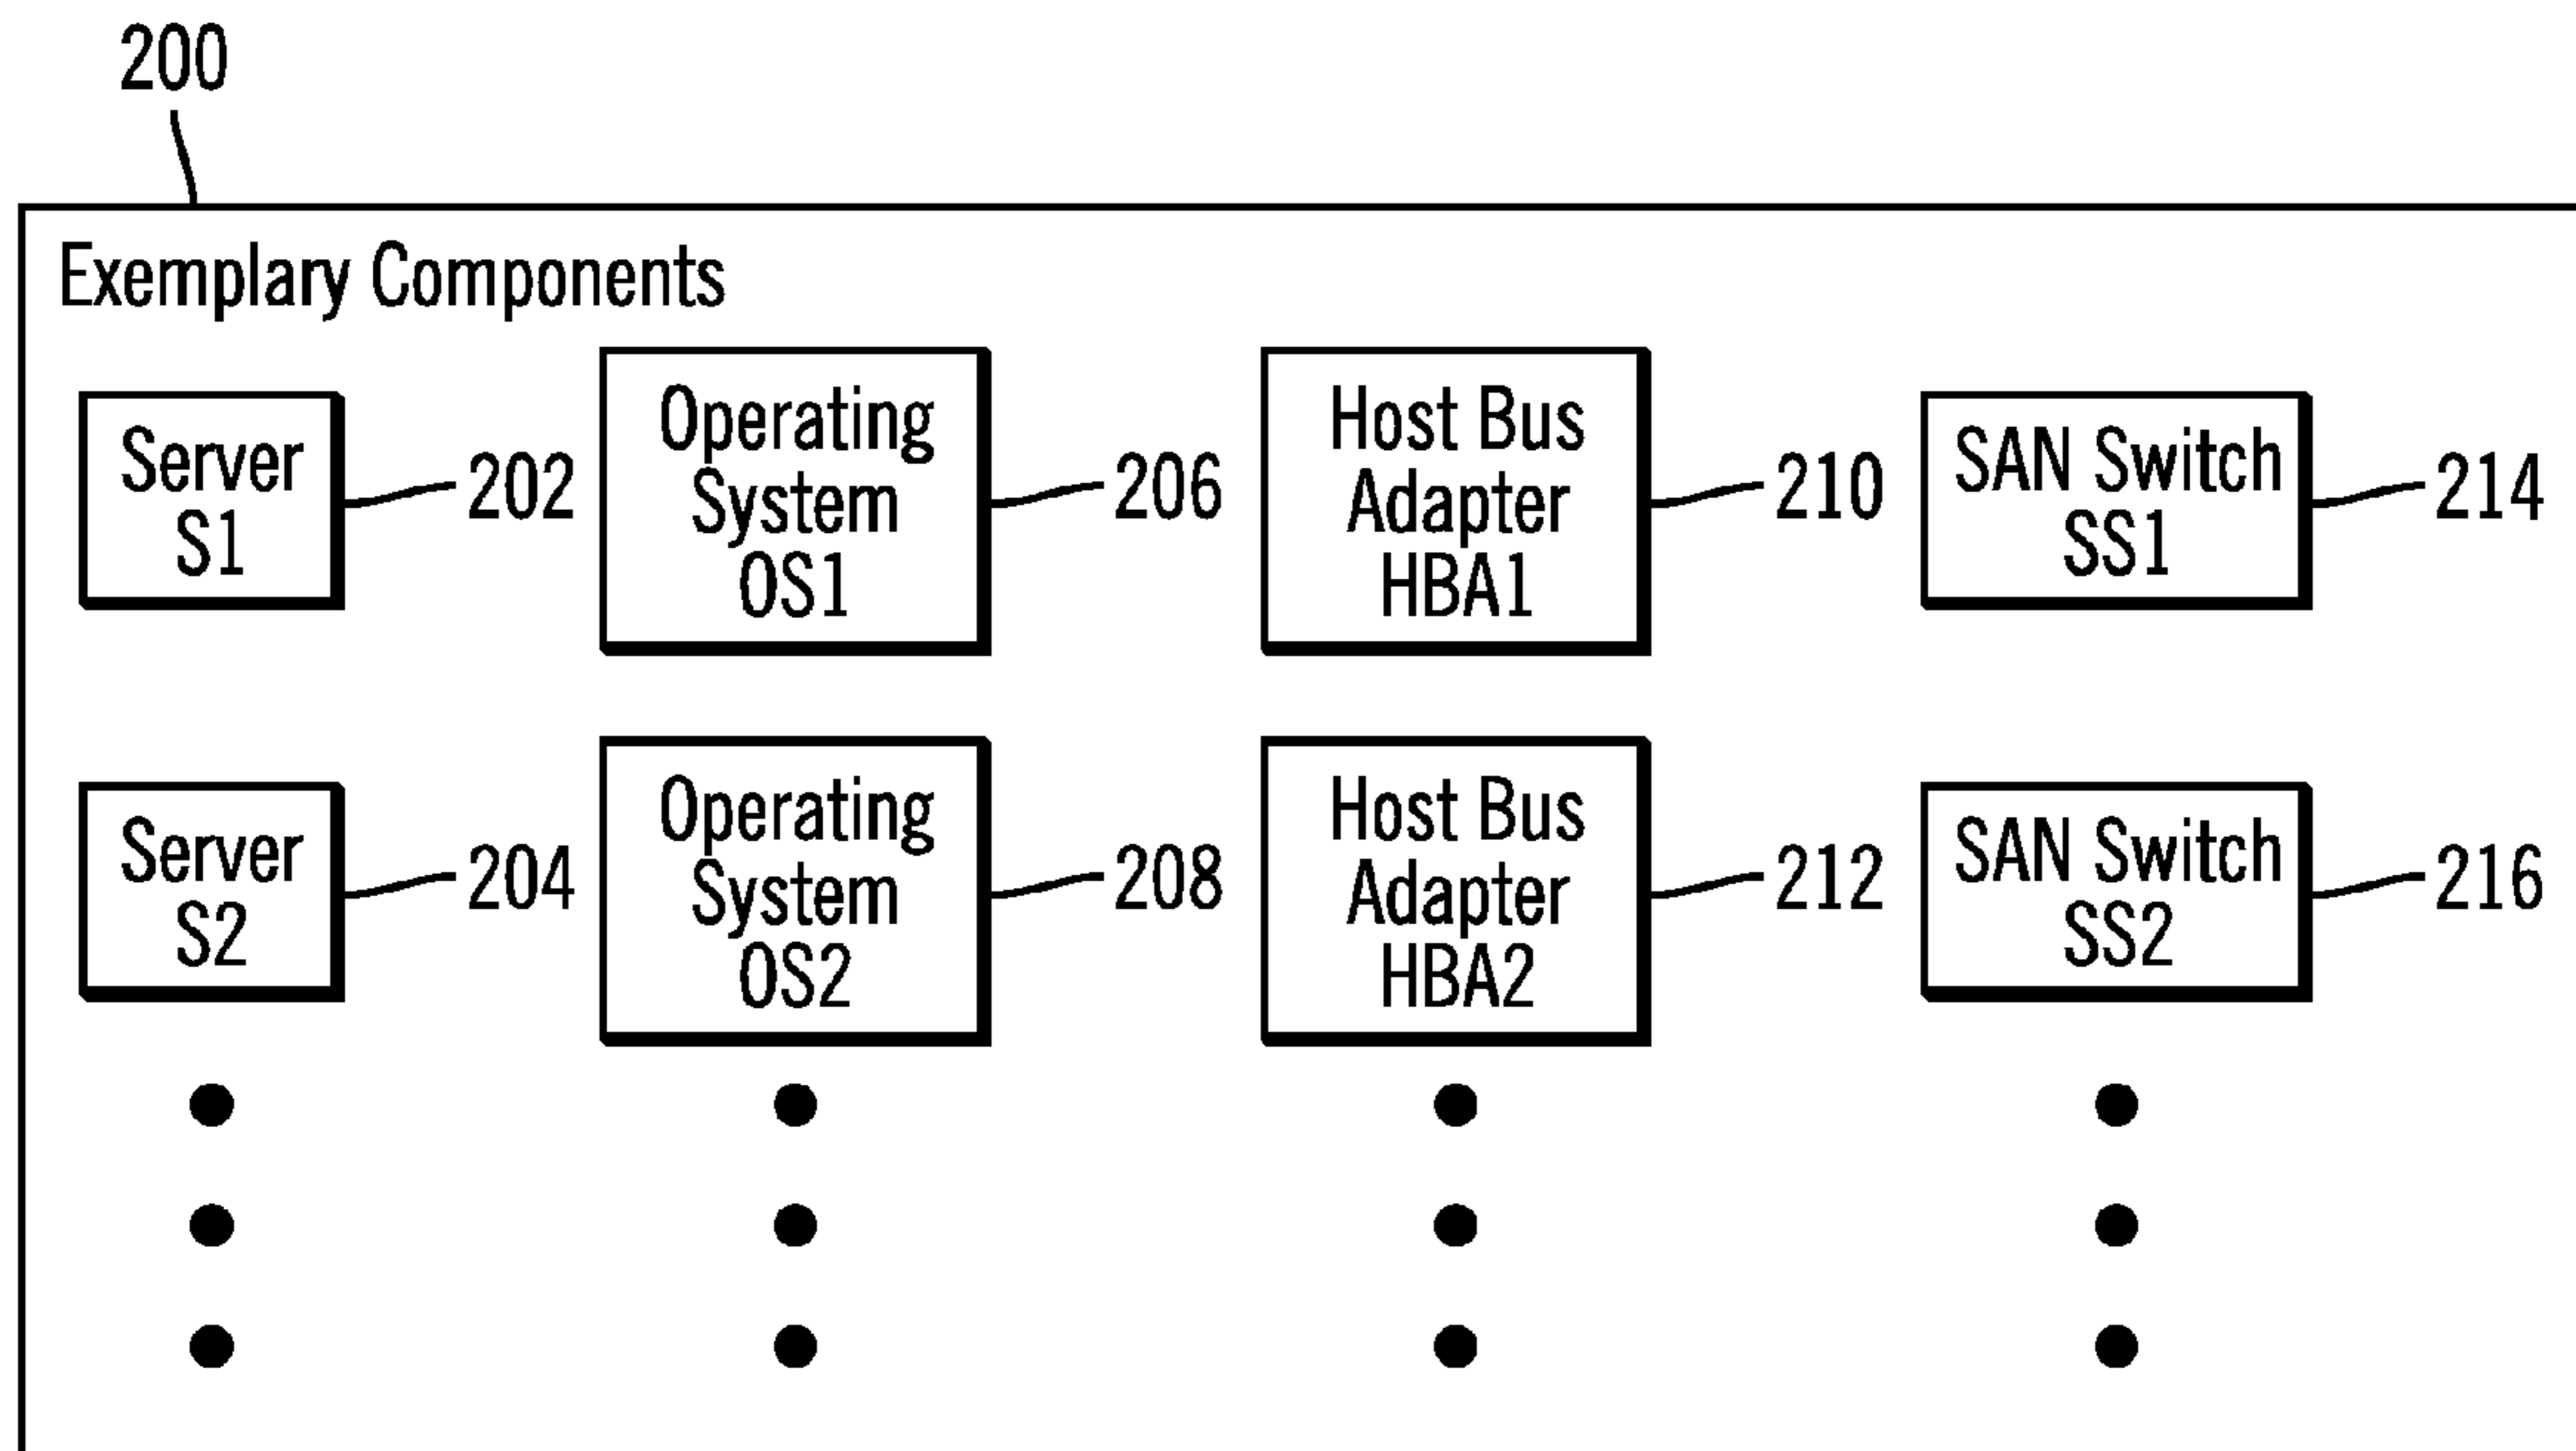 200
Exemplary Components
Server
S1
202
Operating
System
OS1
206
Host Bus
Adapter
HBA1
210
SAN Switch
SS1
214
Server
S2
204
Operating
System
OS2
208
Host Bus
Adapter
HBA2
212
SAN Switch
SS2
216